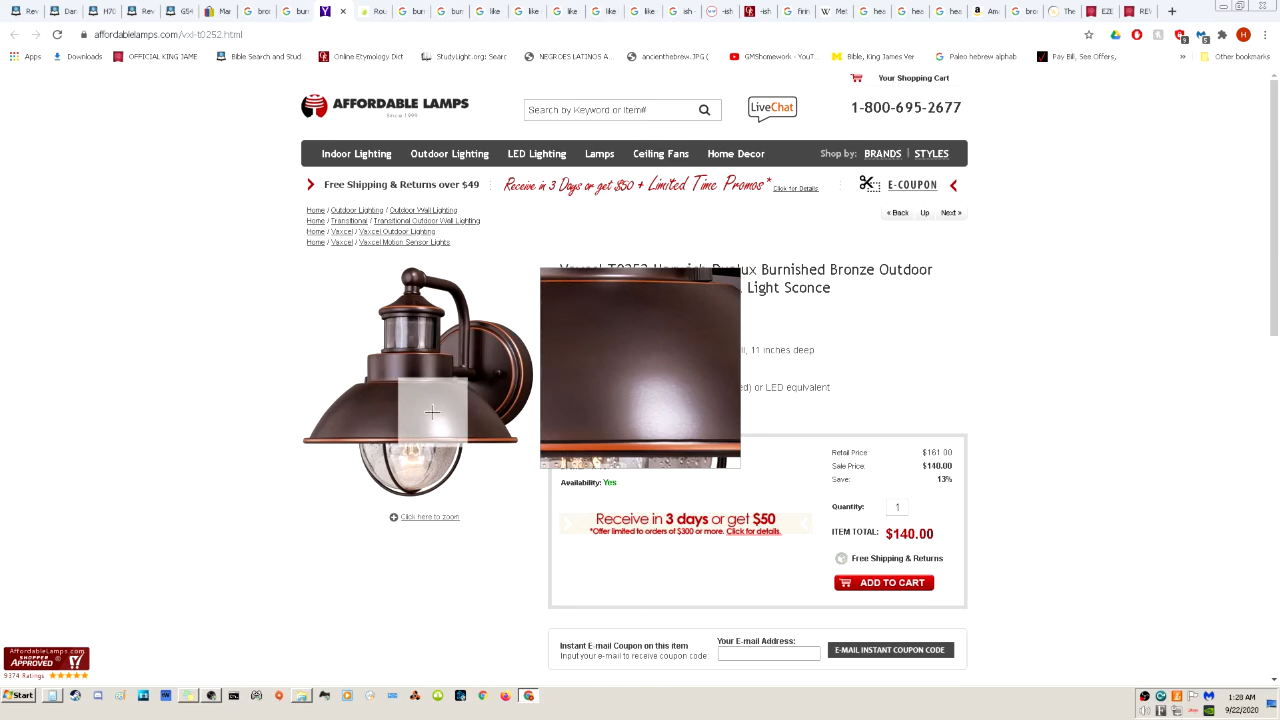 affordablelamps.com/vxl-t0252.html
Apps
Downloads
OFFICIAL KING JAME
Bible Search and Stud
Online Etymology Dict
StudyLight.org: Searc
NEGROES LATINOS A
ancienthebrew.JPG (
GMShomework - YouT...
Bible, King James Ver
Paleo hebrew alphab
Pay Bill, See Offers,
»
Other bookmarks
Your Shopping Cart
AFFORDABLE LAMPS
Since 1999
Search by Keyword or Item#
LiveChat
1-800-695-2677
Indoor Lighting
Outdoor Lighting
LED Lighting
Lamps
Ceiling Fans
Home Decor
Shop by: BRANDS | STYLES
Free Shipping & Returns over $49
Receive in 3 Days or get $50 + Limited Time Promos* Click for Details
E-COUPON
Home / Outdoor Lighting / Outdoor Wall Lighting
Home / Transitional / Transitional Outdoor Wall Lighting
Home / Vaxcel / Vaxcel Outdoor Lighting
Home / Vaxcel / Vaxcel Motion Sensor Lights
« Back
Up
Next »
Burnished Bronze Outdoor
Light Sconce
11 inches deep
or LED equivalent
Retail Price $161.00
Sale Price: $140.00
Save: 13%
Availability: Yes
Quantity: 1
Receive in 3 days or get $50
*Offer limited to orders of $300 or more. Click for details.
ITEM TOTAL: $140.00
Free Shipping & Returns
ADD TO CART
Click here to zoom
Instant E-mail Coupon on this item
Input your e-mail to receive coupon code:
Your E-mail Address:
E-MAIL INSTANT COUPON CODE
AffordableLamps.com
SHOPPER APPROVED
9374 Ratings
Start
1:28 AM
9/22/2020